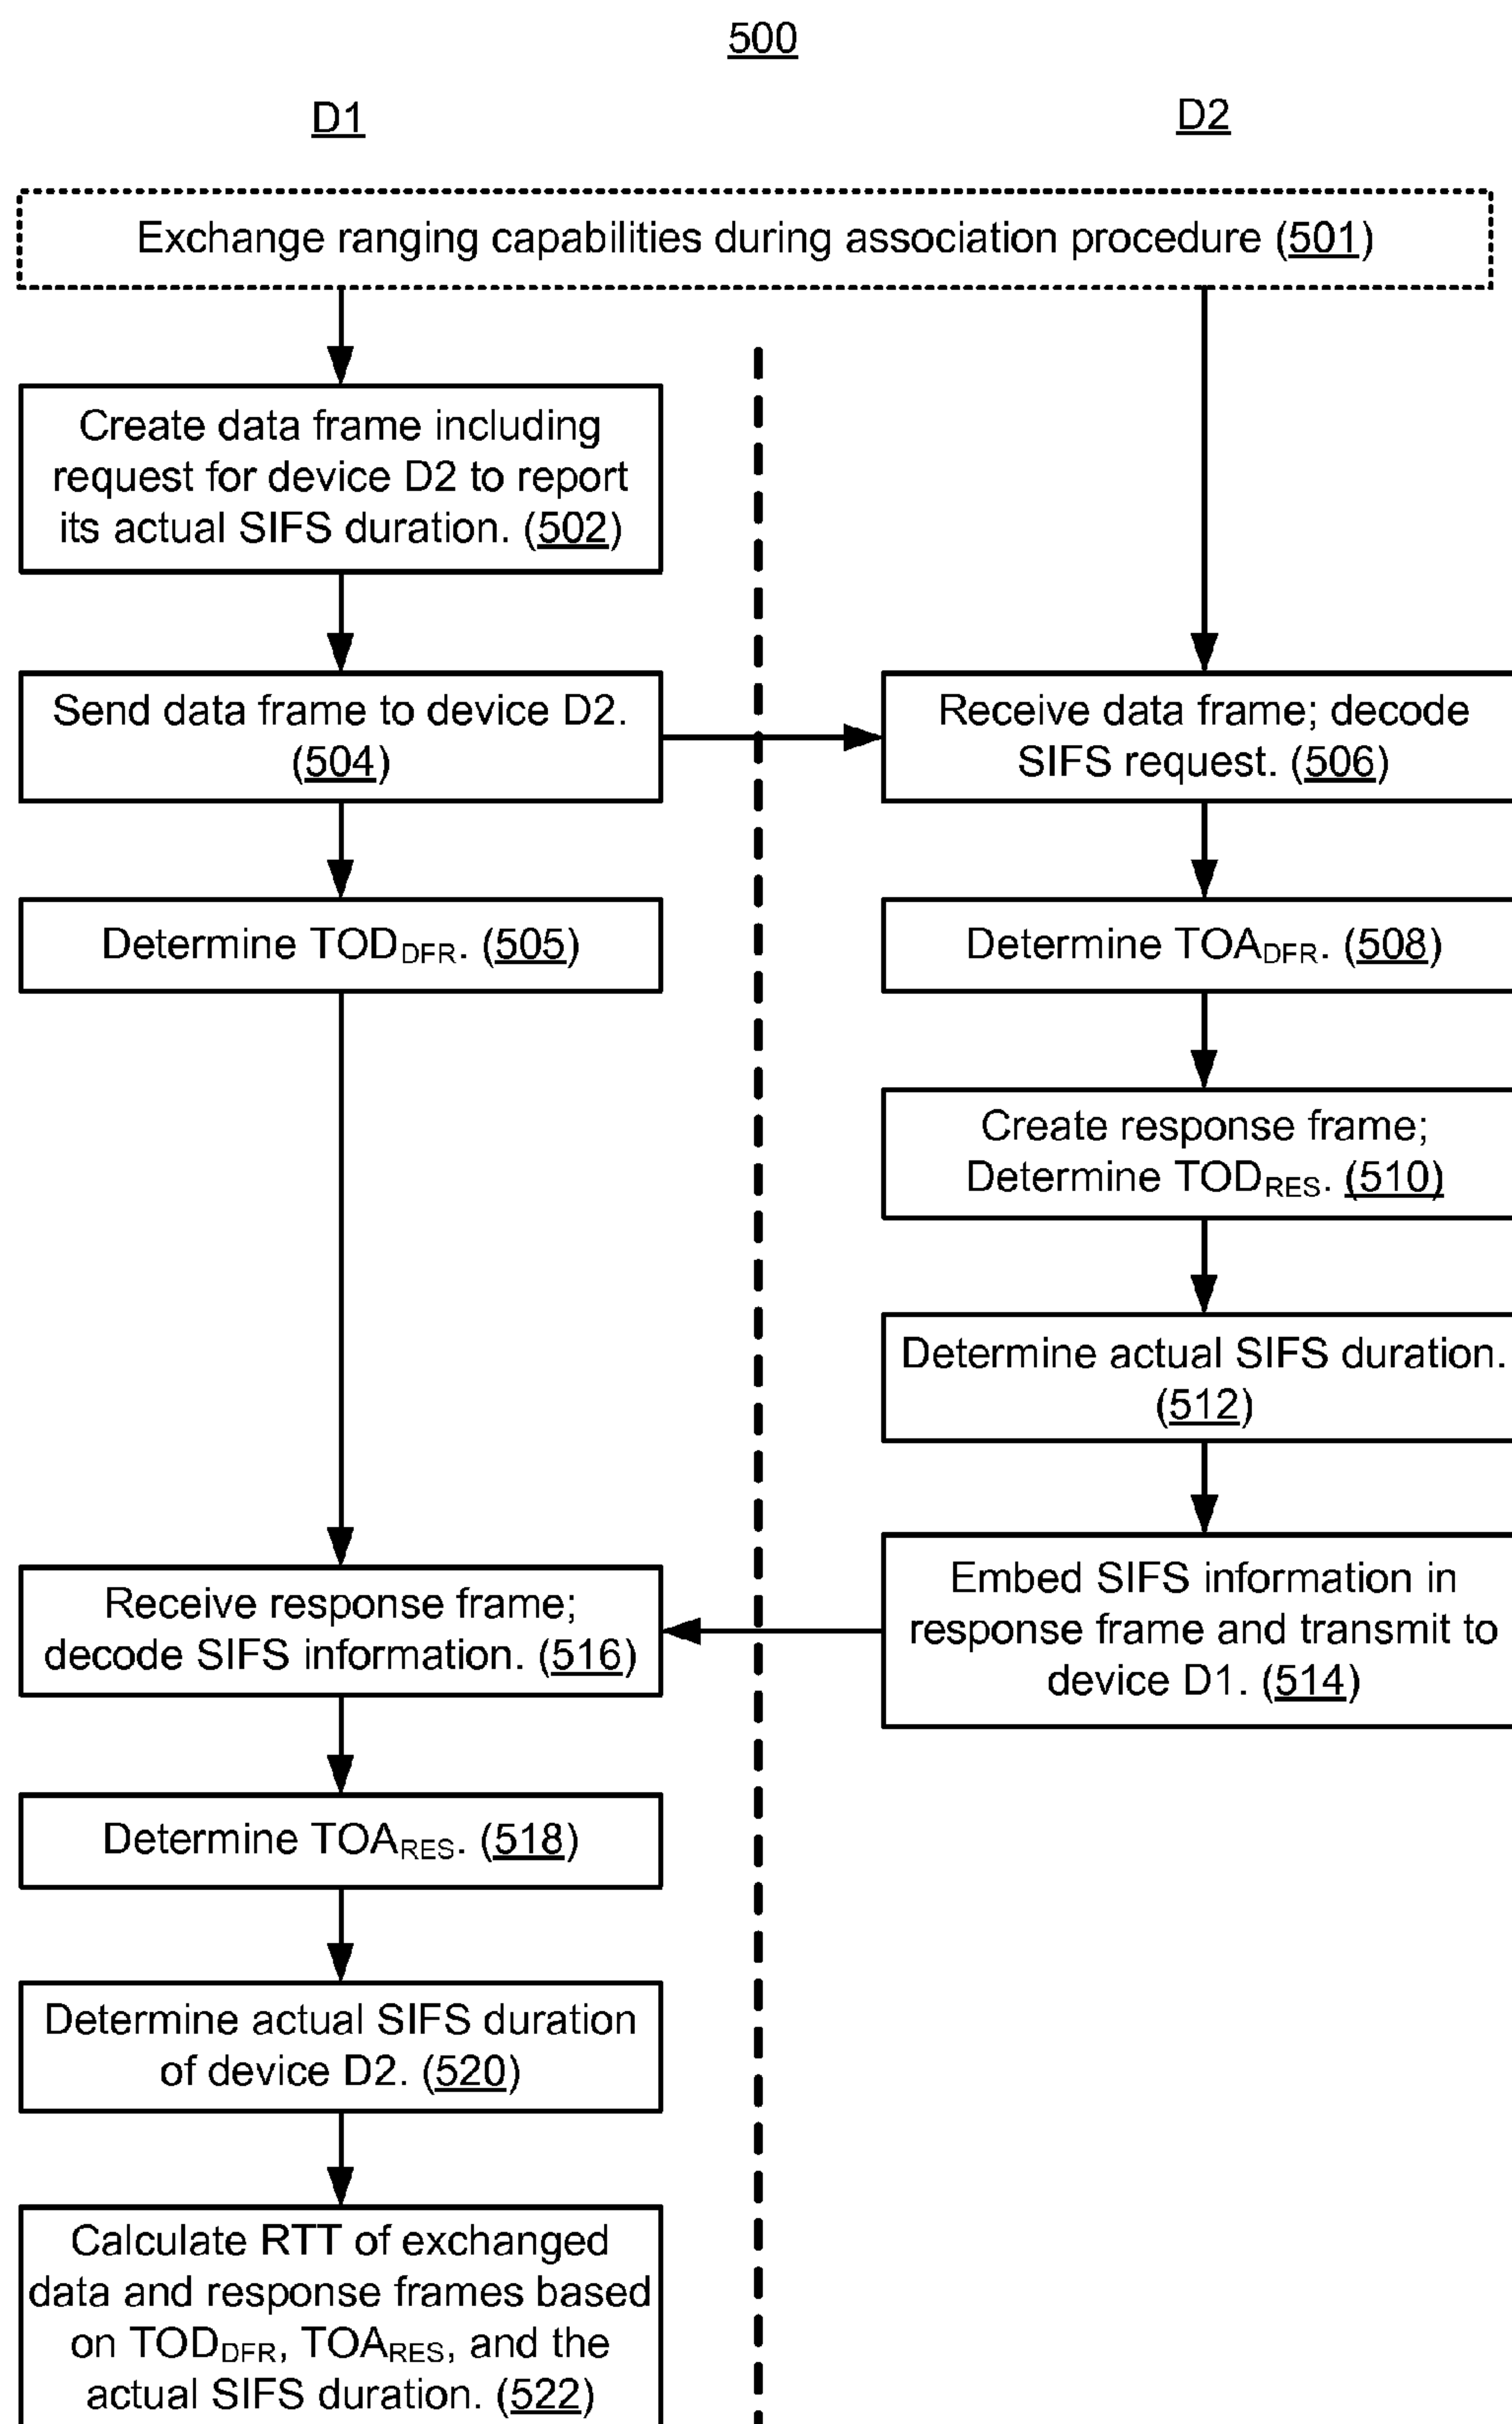 500
D1
D2
Exchange ranging capabilities during association procedure (501)
Create data frame including
request for device D2 to report
its actual SIFS duration. (502)
Send data frame to device D2.
(504)
Receive data frame; decode
SIFS request. (506)
Determine TODDFR. (505)
Determine TOADFR. (508)
Create response frame;
Determine TODRES. (510)
Determine actual SIFS duration.
(512)
Embed SIFS information in
response frame and transmit to
device D1. (514)
Receive response frame;
decode SIFS information. (516)
Determine TOARES. (518)
Determine actual SIFS duration
of device D2. (520)
Calculate RTT of exchanged
data and response frames based
on TODDFR, TOARES, and the
actual SIFS duration. (522)